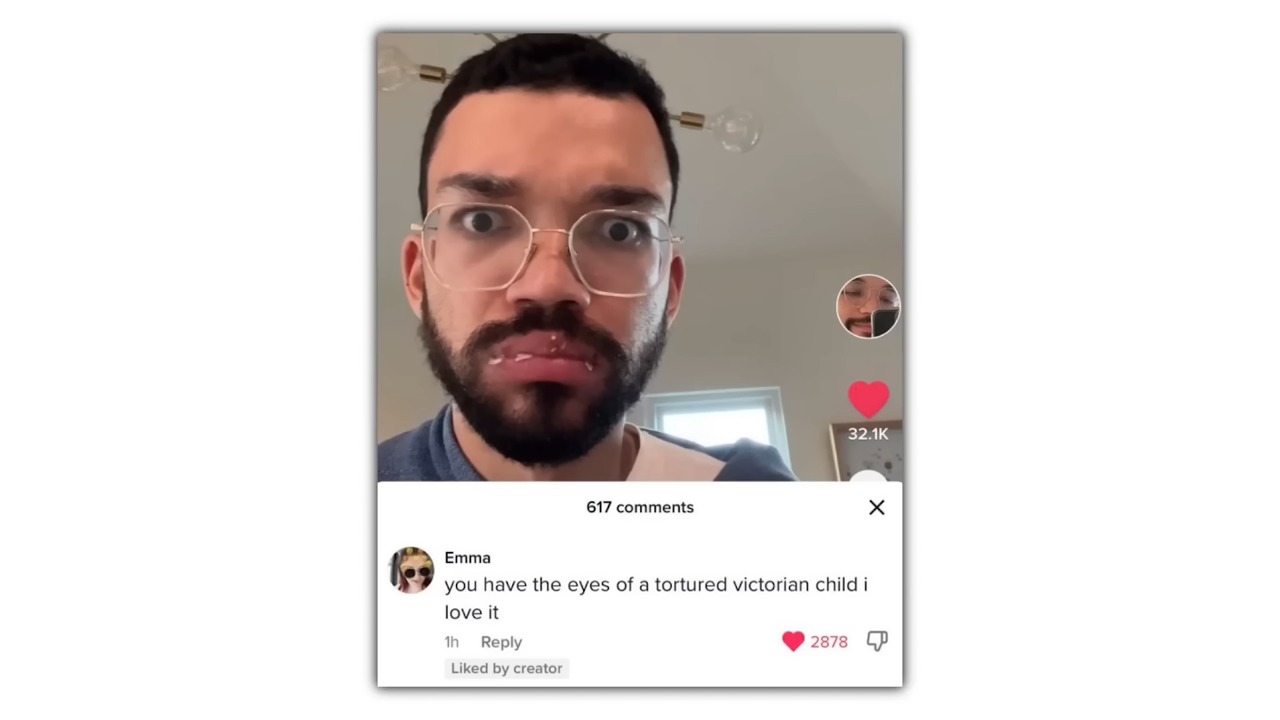 32.1K
617 comments
Emma
you have the eyes of a tortured victorian child i
love it
1h Reply 2878
Liked by creator